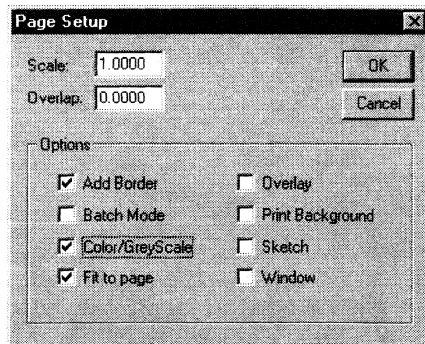 Page Setup
Scale: 1.0000
OK
Overlap: 0.0000
Cancel
Options
Add Border
Overlay
Batch Mode
Print Background
Color/GreyScale
Sketch
Fit to page
Window